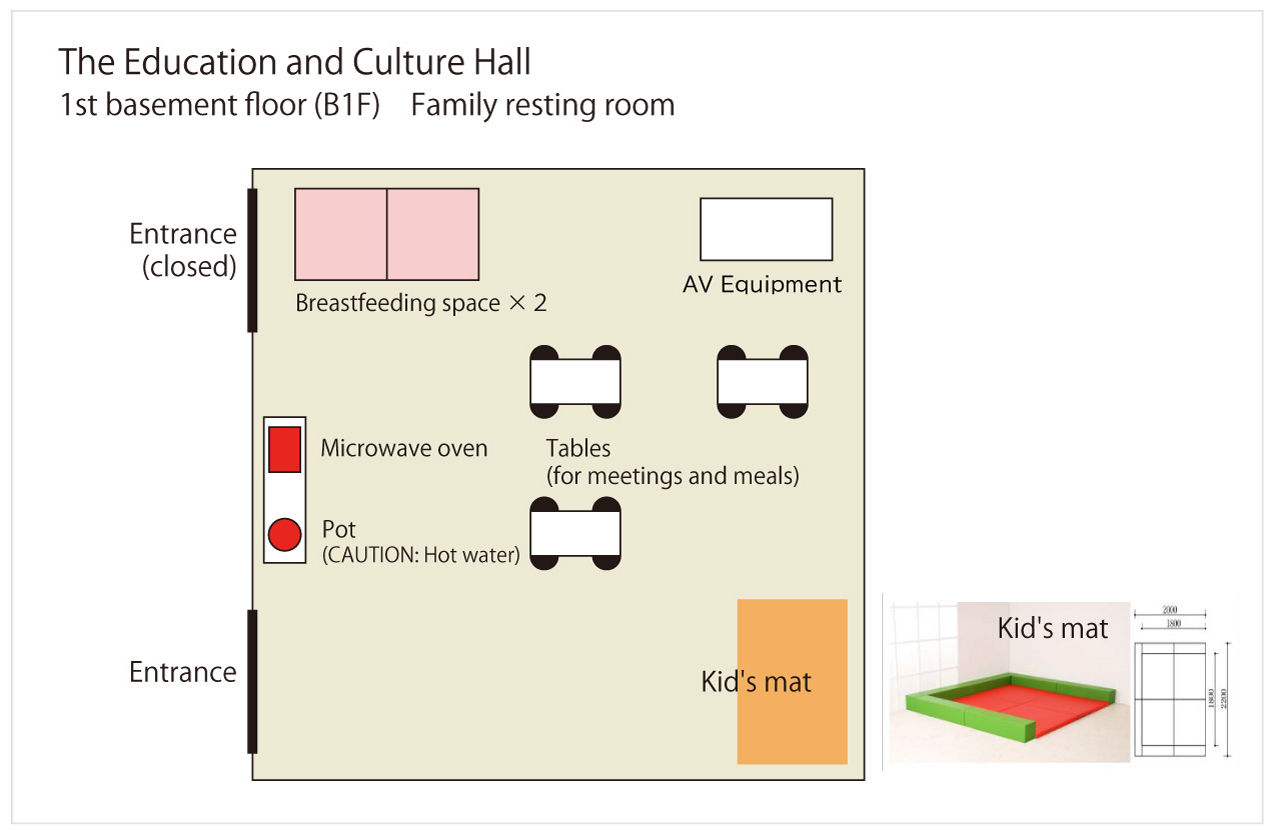 The Education and Culture Hall
1st basement floor (B1F) Family resting room
Entrance
(closed)
Breastfeeding space × 2
AV Equipment
Microwave oven
Tables
(for meetings and meals)
Pot
(CAUTION: Hot water)
Entrance
Kid's mat
Kid's mat
2000
1800
1800
2200